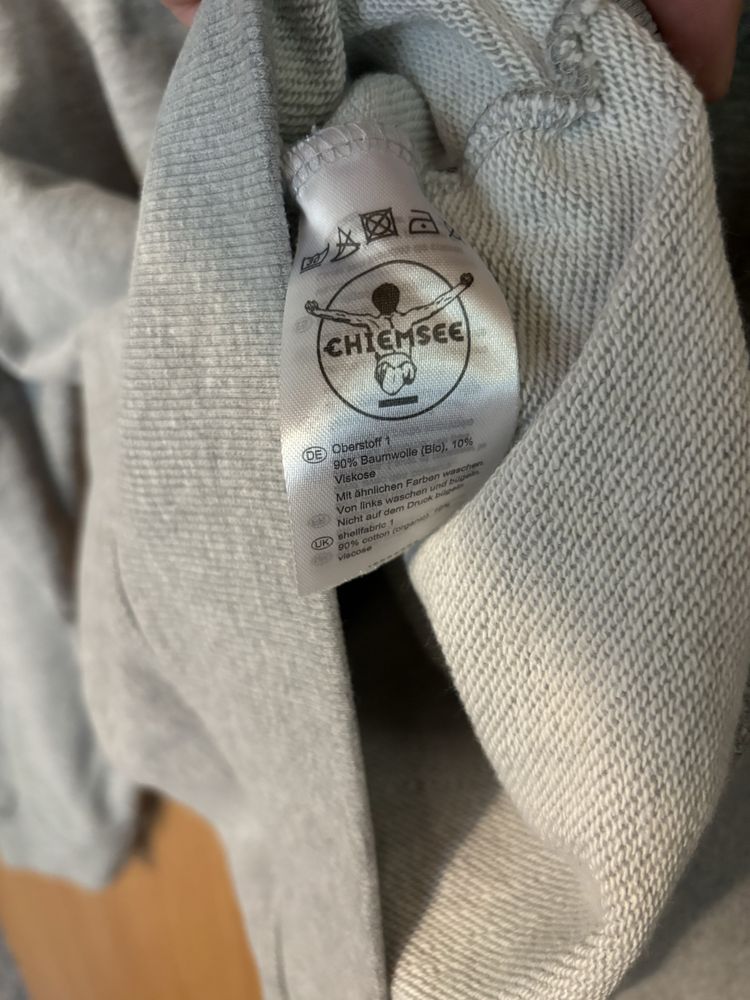 CHIEMSEE
DE Oberstoff 1
90% Baumwolle (Bio), 10%
Viskose
Mit ähnlichen Farben waschen.
Von links waschen und bügeln.
Nicht auf dem Druck bügeln.
UK shellfabric 1
90% cotton (organic), 10%
viscose